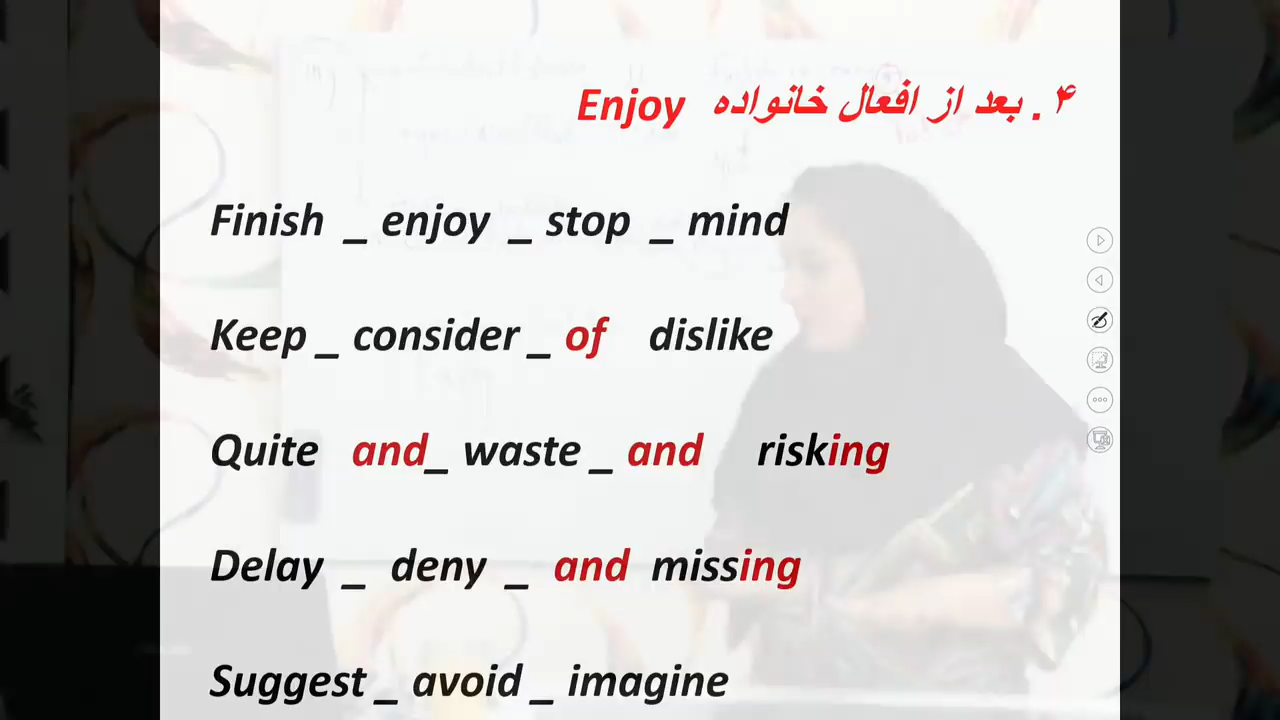 ۴. بعد از افعال خانواده Enjoy
Finish _ enjoy _ stop _ mind
Keep _ consider _ of dislike
Quite and_ waste _ and risking
Delay _ deny _ and missing
Suggest _ avoid _ imagine